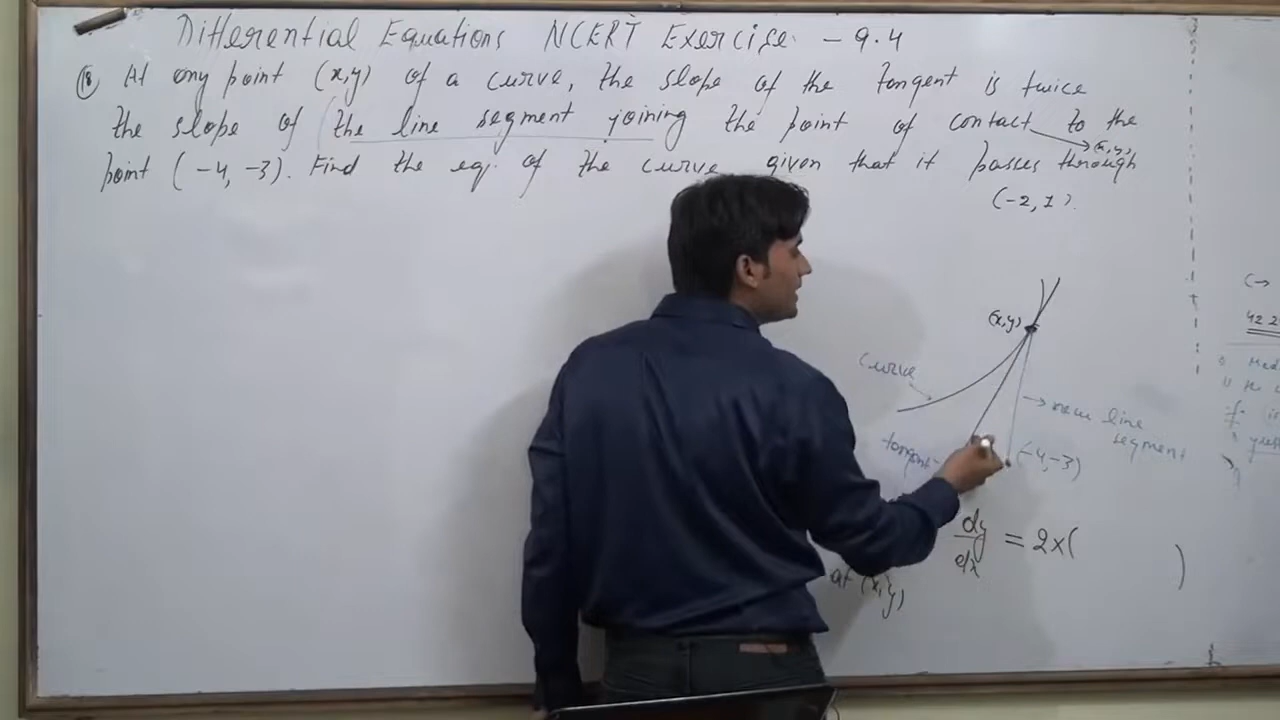 Differential Equations NCERT Exercise - 9.4
18 At any point (x,y) of a curve, the slope of the tangent is twice
the slope of the line segment joining the point of contact to the
(x,y)
point (-4,-3). Find the eq. of the curve given that it passes through
(-2,1).
(x,y)
curve
new line
segment
tangent
(-4,-3)
dy/dx = 2x( )
at (x,y)